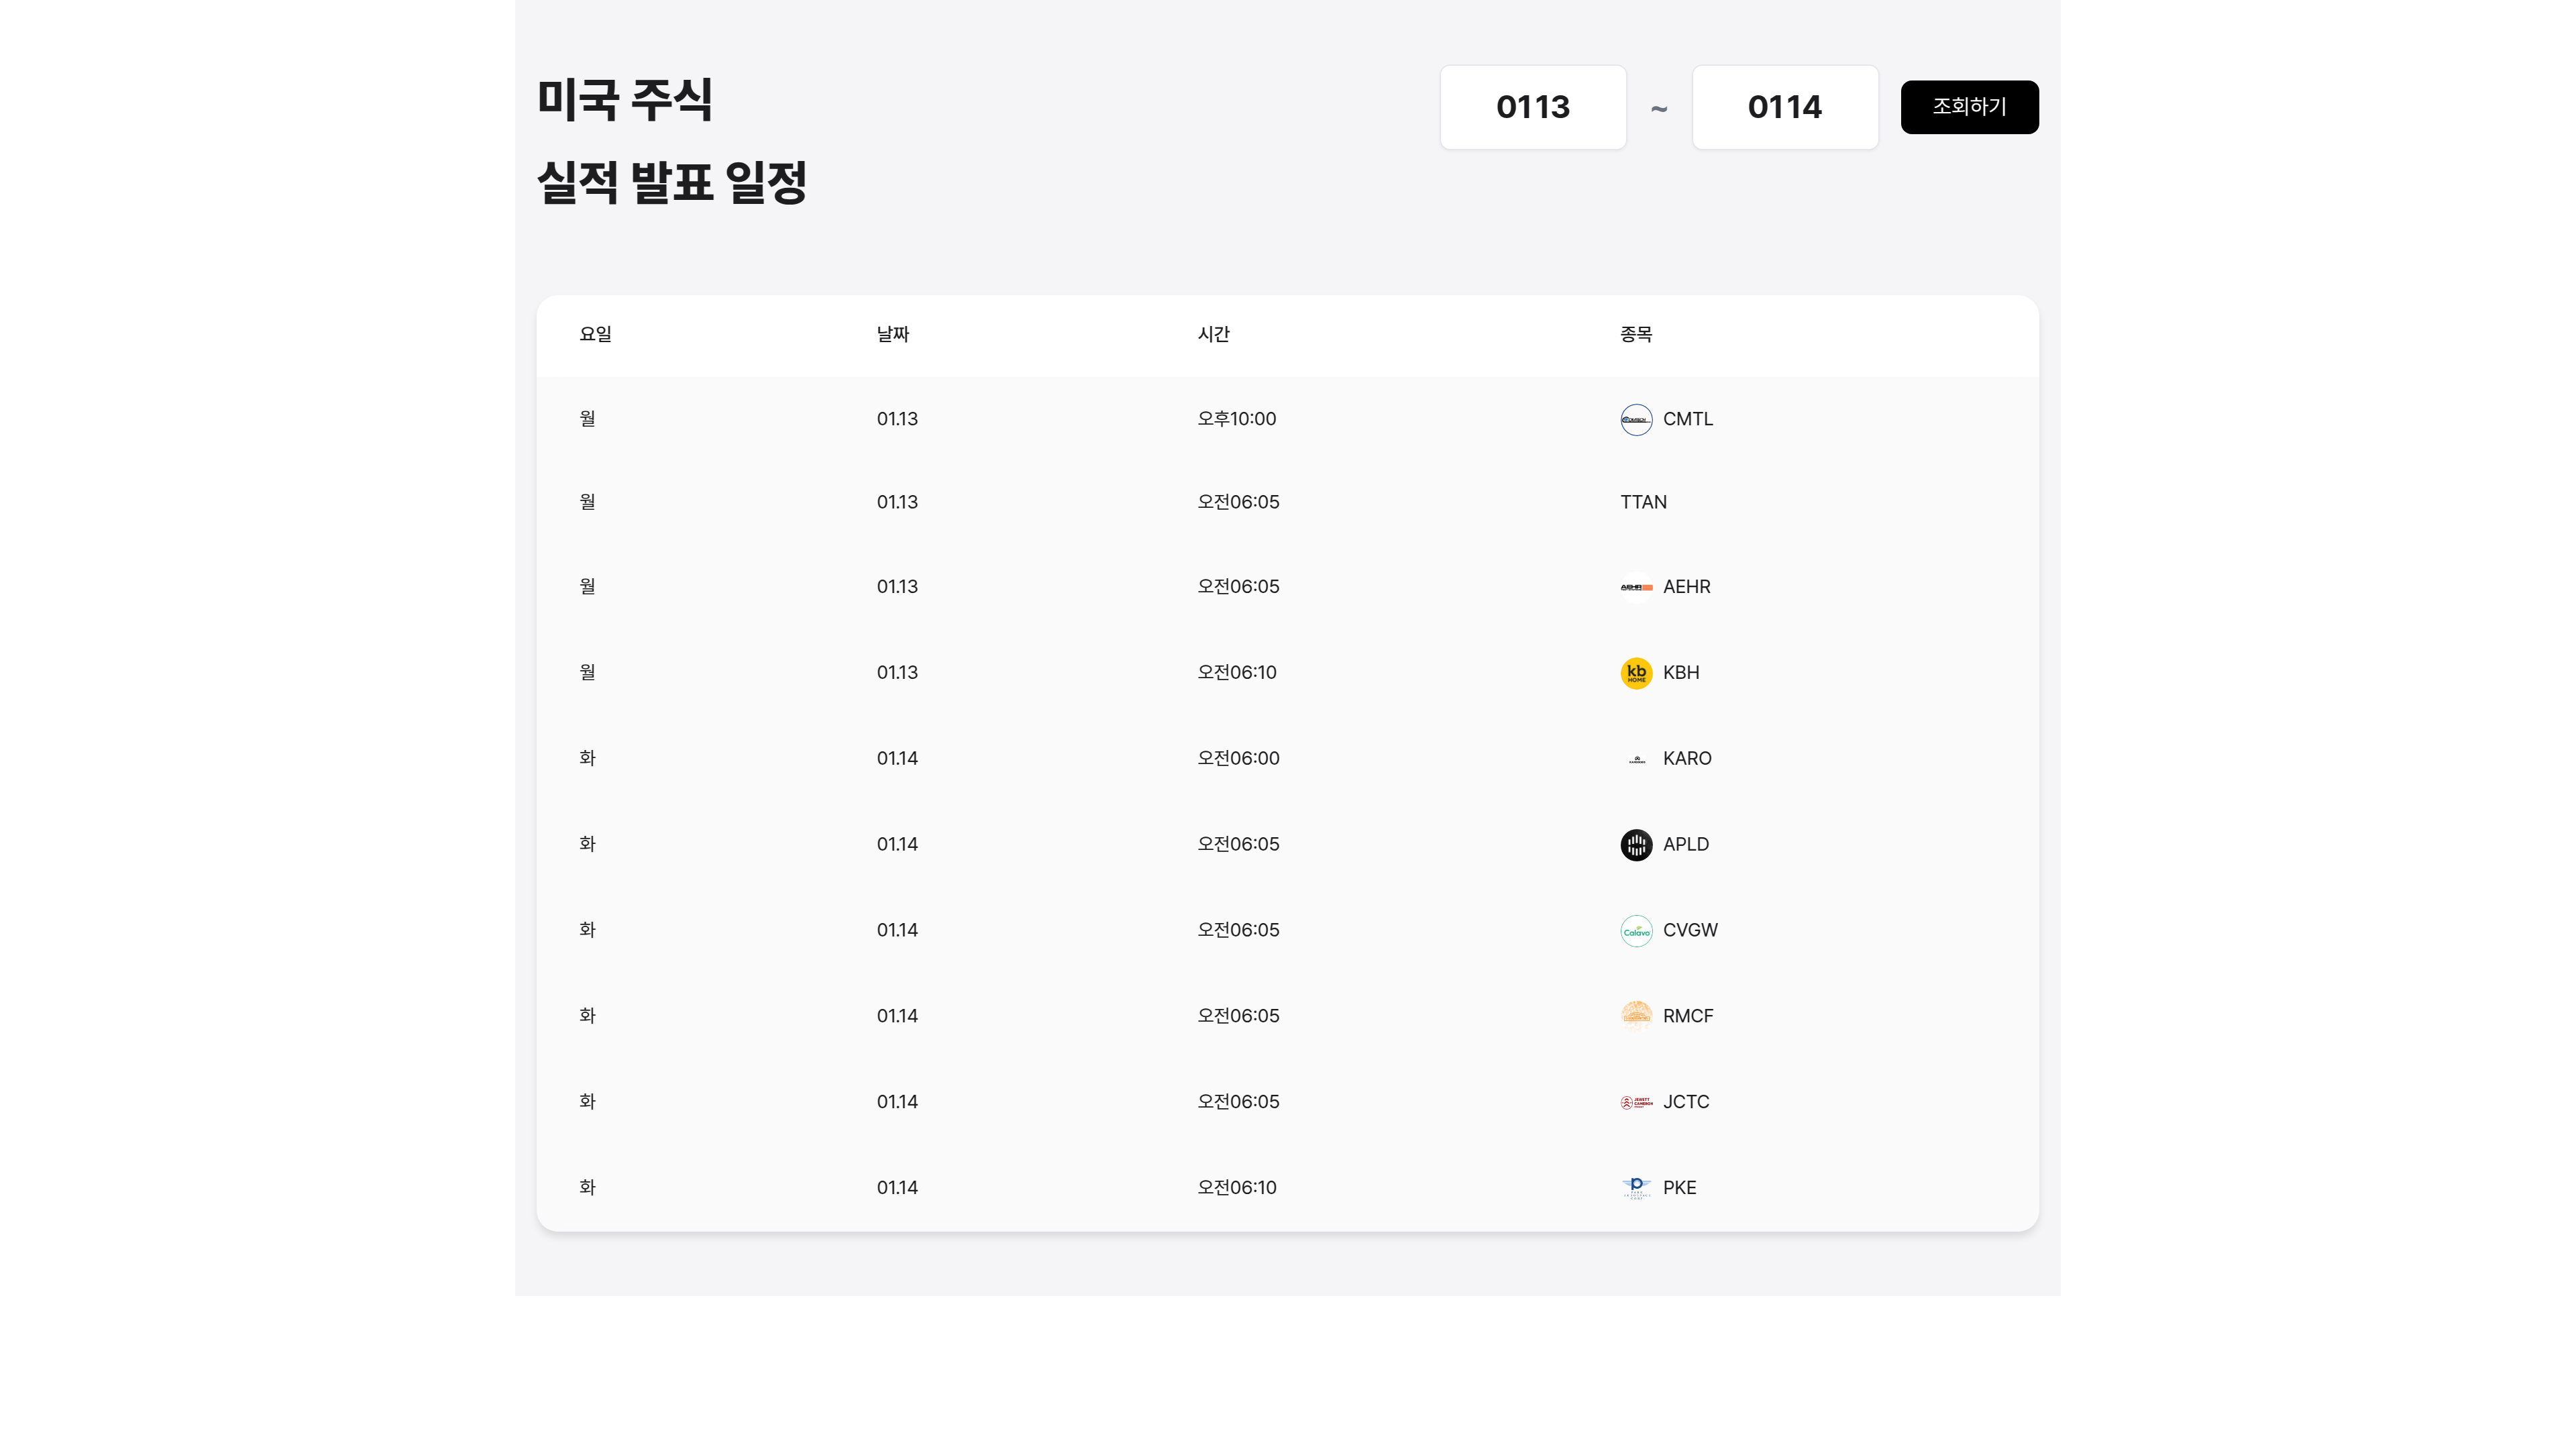 미국 주식
실적 발표 일정
0113 ~ 0114 조회하기
요일 날짜 시간 종목
월 01.13 오후10:00 CMTL
월 01.13 오전06:05 TTAN
월 01.13 오전06:05 AEHR AEHR
월 01.13 오전06:10 kb HOME KBH
화 01.14 오전06:00 KARO
화 01.14 오전06:05 APLD
화 01.14 오전06:05 Calavo CVGW
화 01.14 오전06:05 RMCF
화 01.14 오전06:05 JEWETT CAMERON JCTC
화 01.14 오전06:10 PKE